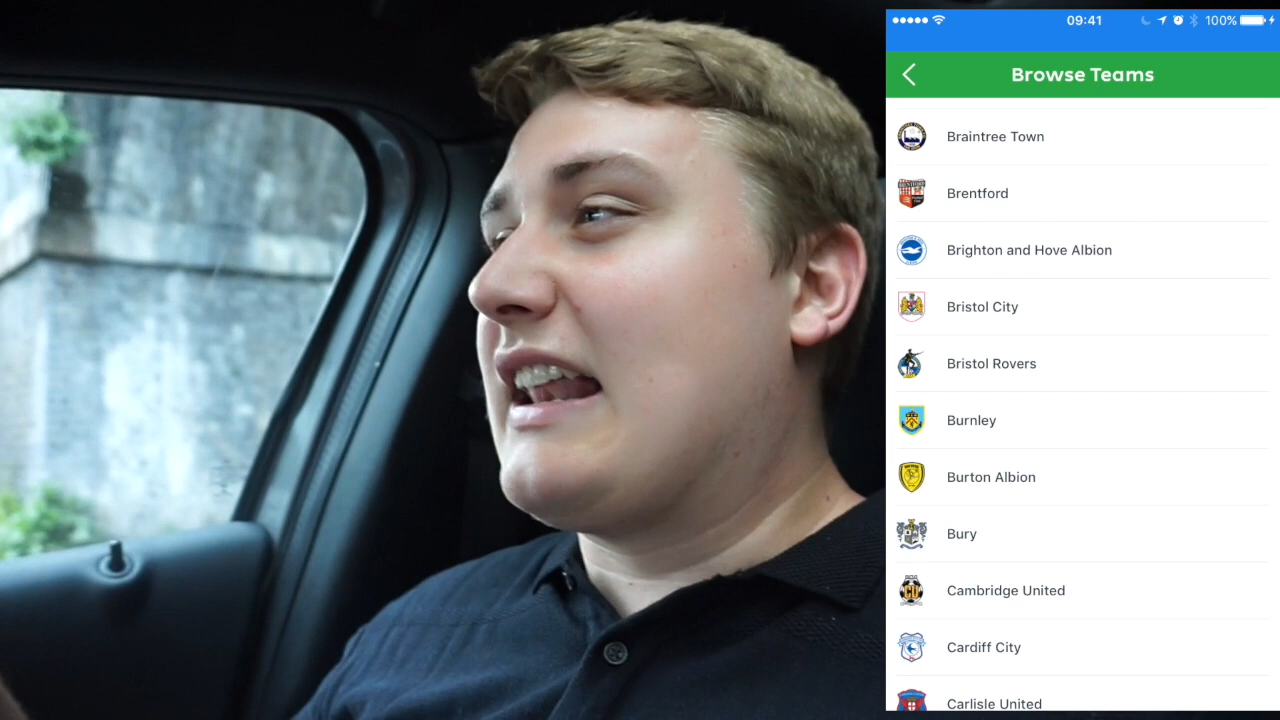 09:41
100%
Browse Teams
Braintree Town
Brentford
Brighton and Hove Albion
Bristol City
Bristol Rovers
Burnley
Burton Albion
Bury
Cambridge United
Cardiff City
Carlisle United